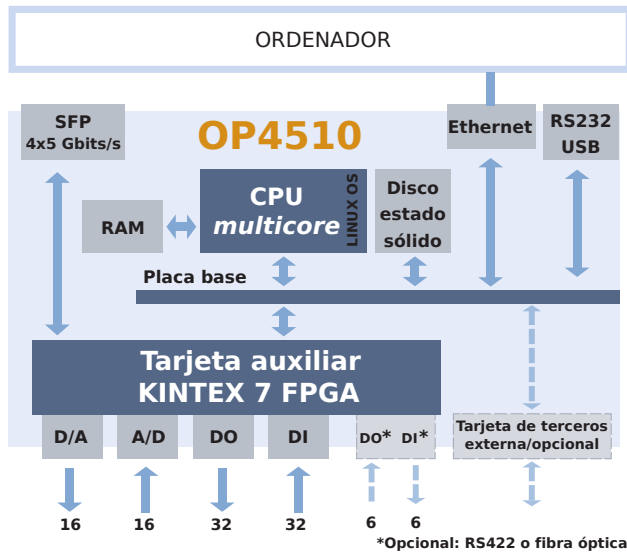 ORDENADOR
SFP
4x5 Gbits/s
OP4510
Ethernet
RS232
USB
CPU
multicore
LINUX OS
Disco
estado
sólido
RAM
Placa base
Tarjeta auxiliar
KINTEX 7 FPGA
D/A
A/D
DO
DI
DO*
DI*
Tarjeta de terceros
externa/opcional
16
16
32
32
6
6
*Opcional: RS422 o fibra óptica